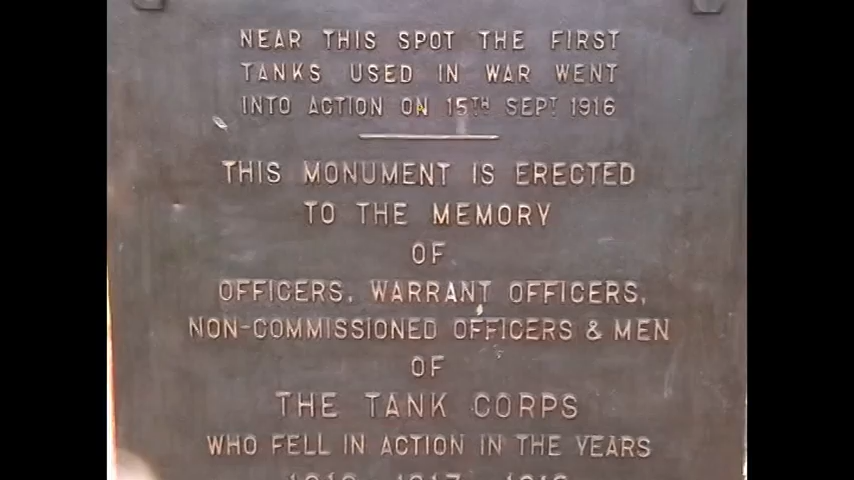 NEAR THIS SPOT THE FIRST
TANKS USED IN WAR WENT
INTO ACTION ON 15TH SEPT 1916
THIS MONUMENT IS ERECTED
TO THE MEMORY
OF
OFFICERS, WARRANT OFFICERS,
NON-COMMISSIONED OFFICERS & MEN
OF
THE TANK CORPS
WHO FELL IN ACTION IN THE YEARS